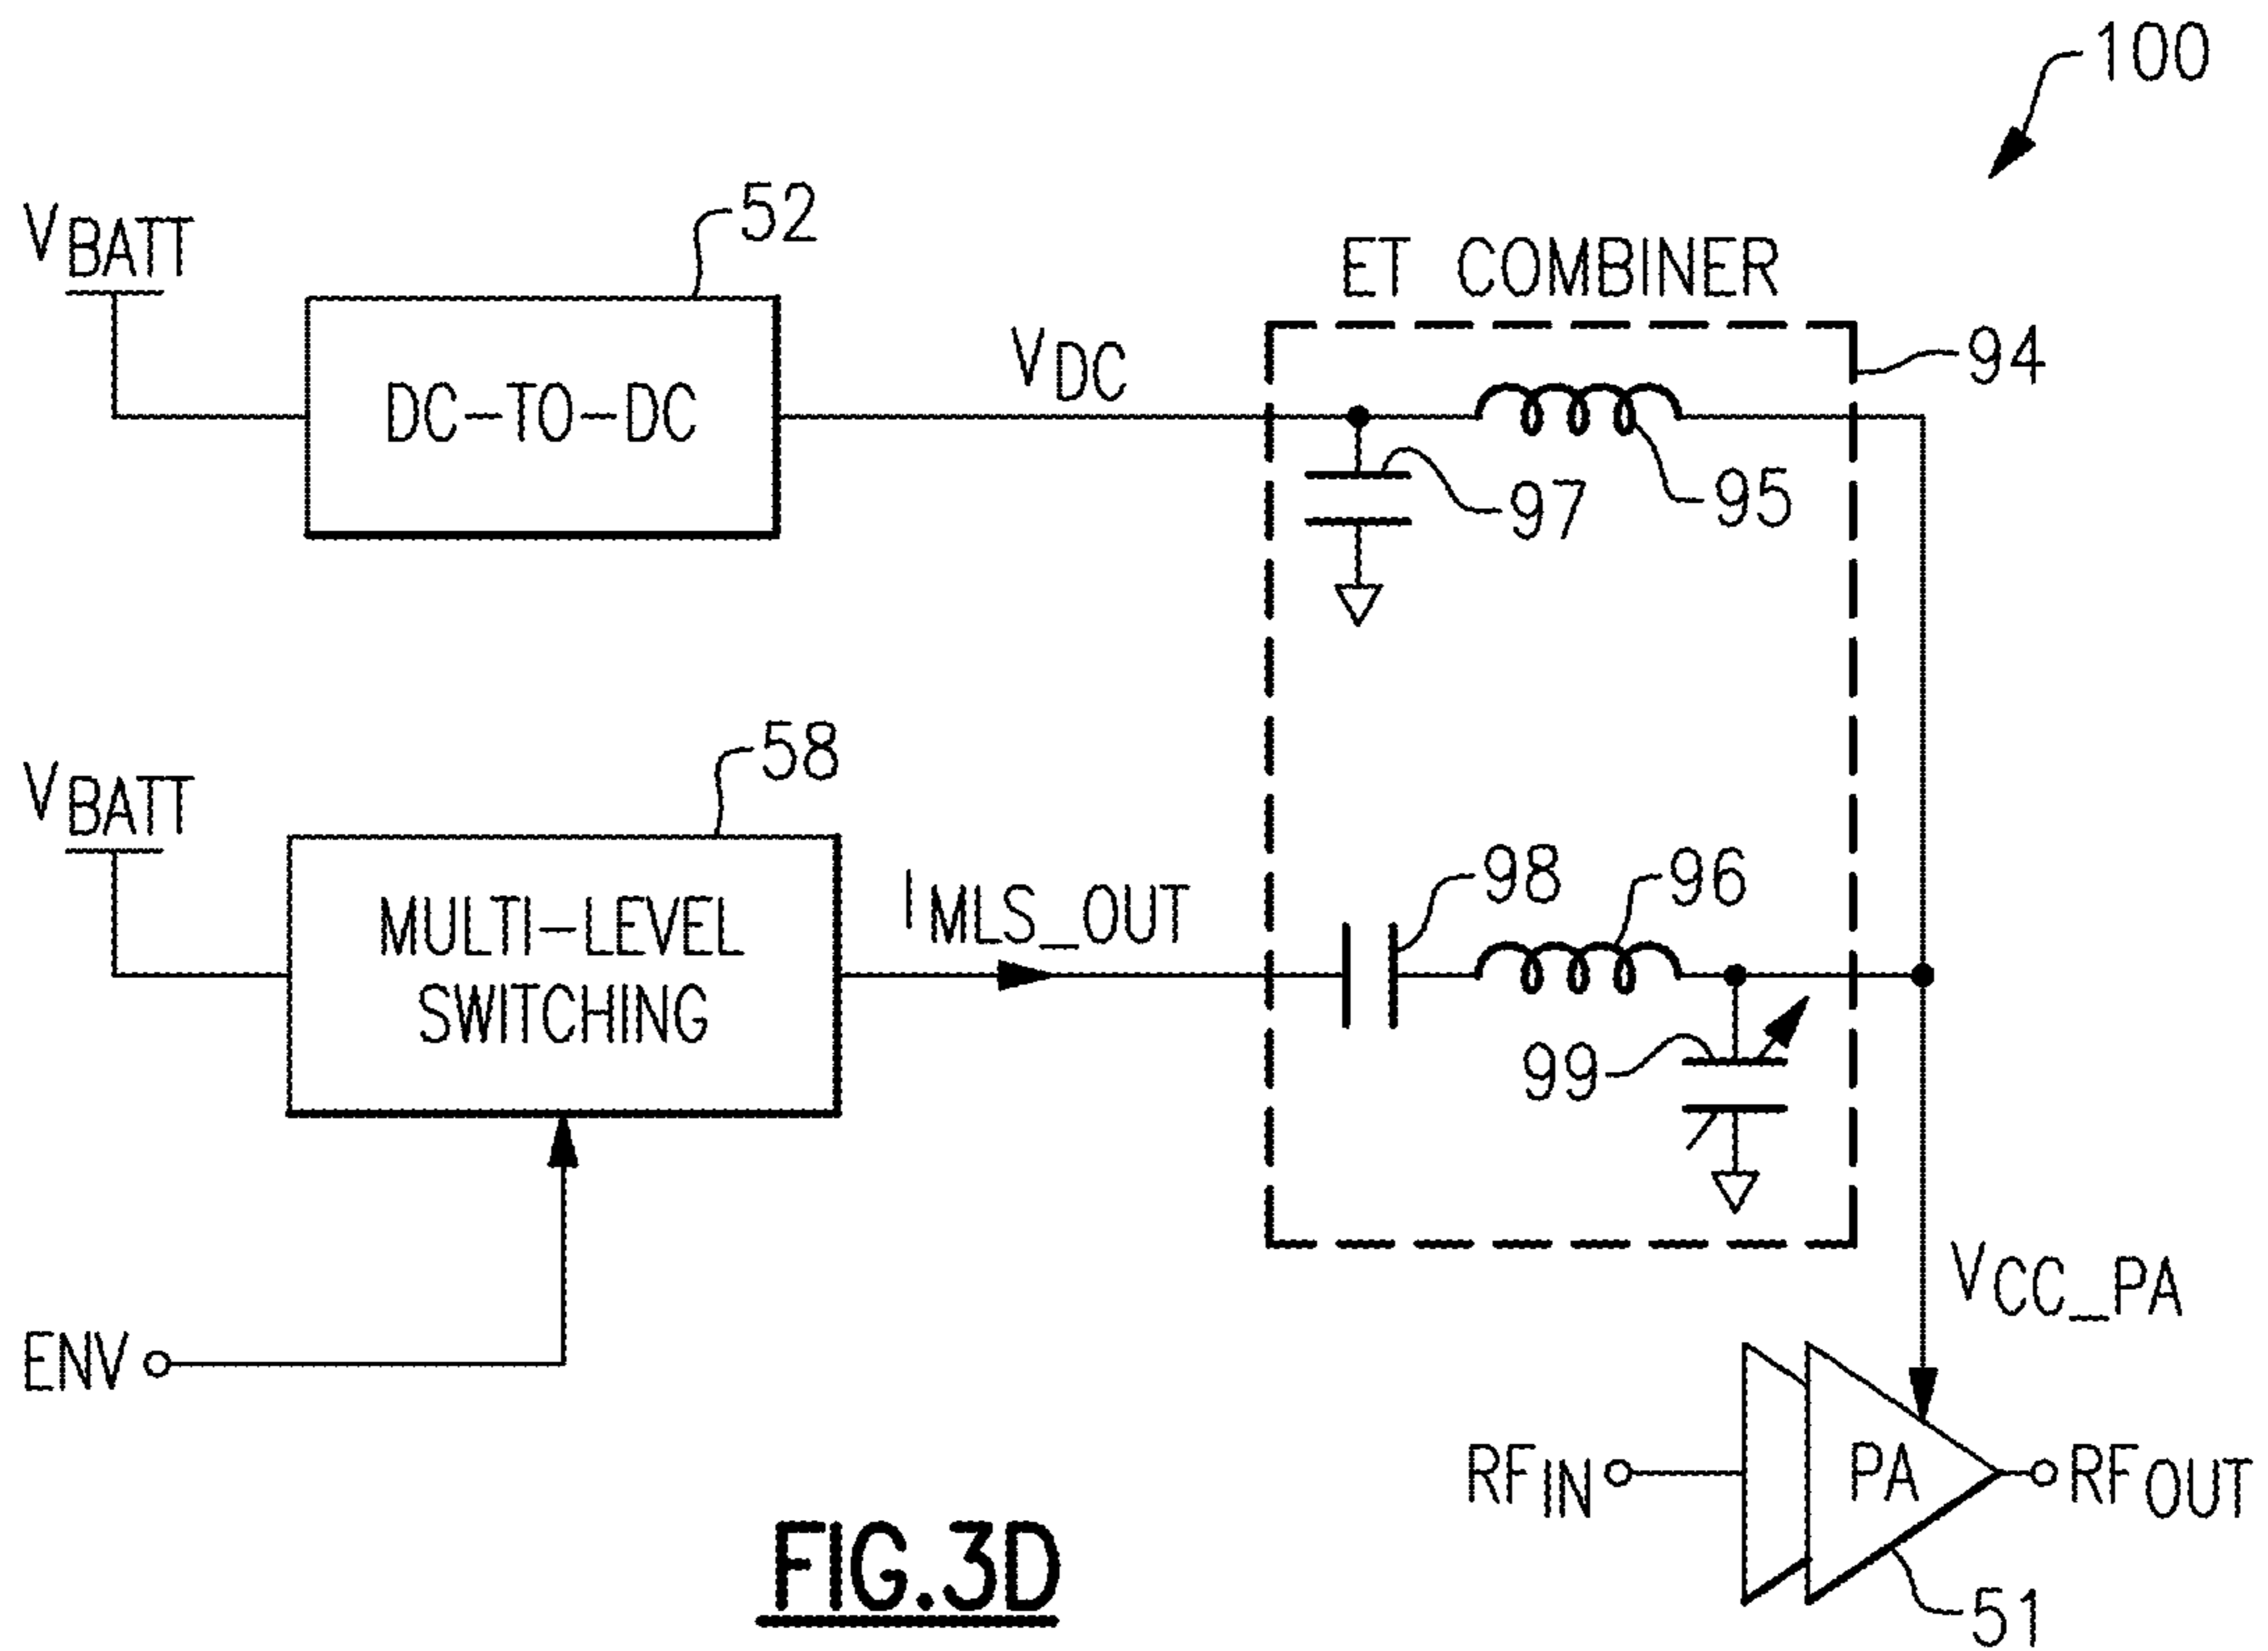 100
52
VBATT
ET COMBINER
94
VDC
DC-TO-DC
97
95
58
VBATT
98
96
IMLS_OUT
MULTI-LEVEL
SWITCHING
99
VCC_PA
ENV
RFIN
PA
RFOUT
FIG.3D
51